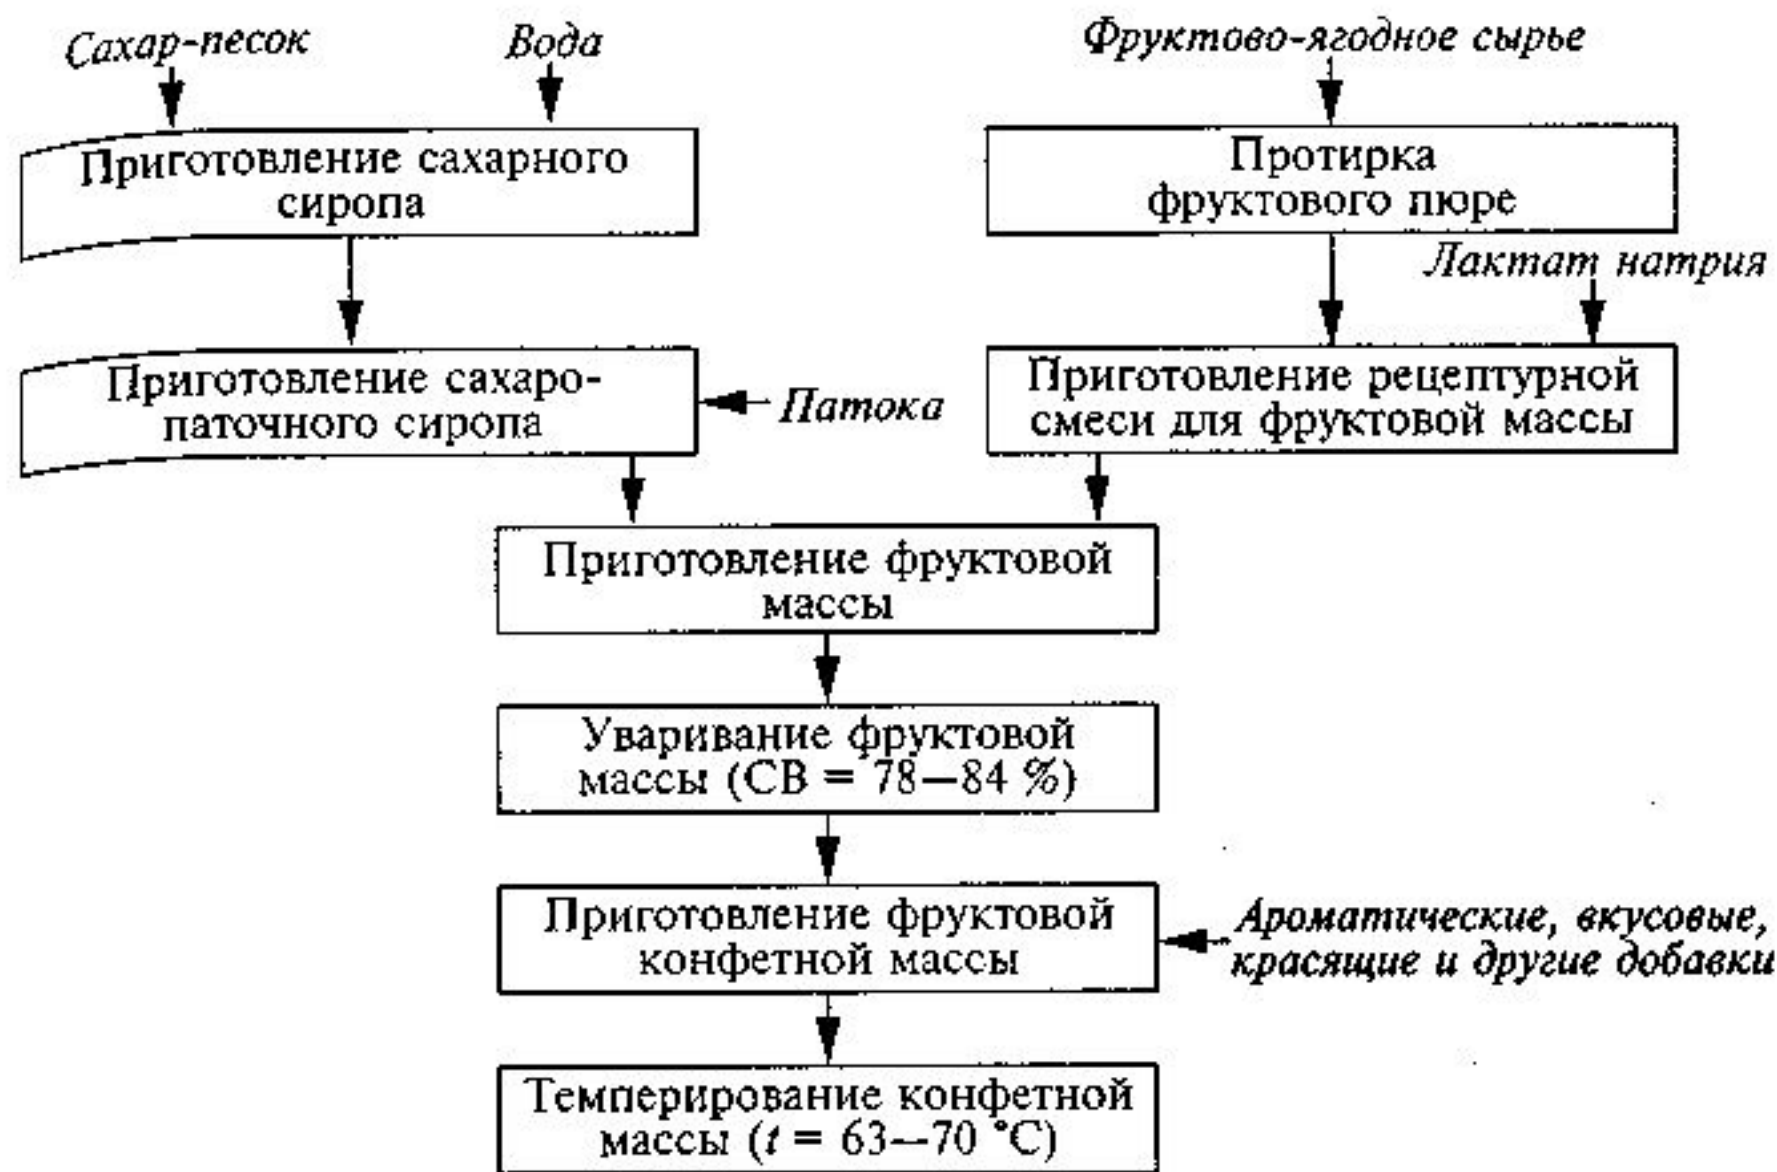 Сахар-песок
Вода
Фруктово-ягодное сырье
Приготовление сахарного
сиропа
Протирка
фруктового пюре
Лактат натрия
Приготовление сахаро-
паточного сиропа
Патока
Приготовление рецептурной
смеси для фруктовой массы
Приготовление фруктовой
массы
Уваривание фруктовой
массы (СВ = 78—84 %)
Приготовление фруктовой
конфетной массы
Ароматические, вкусовые,
красящие и другие добавки
Темперирование конфетной
массы (t = 63—70 °С)